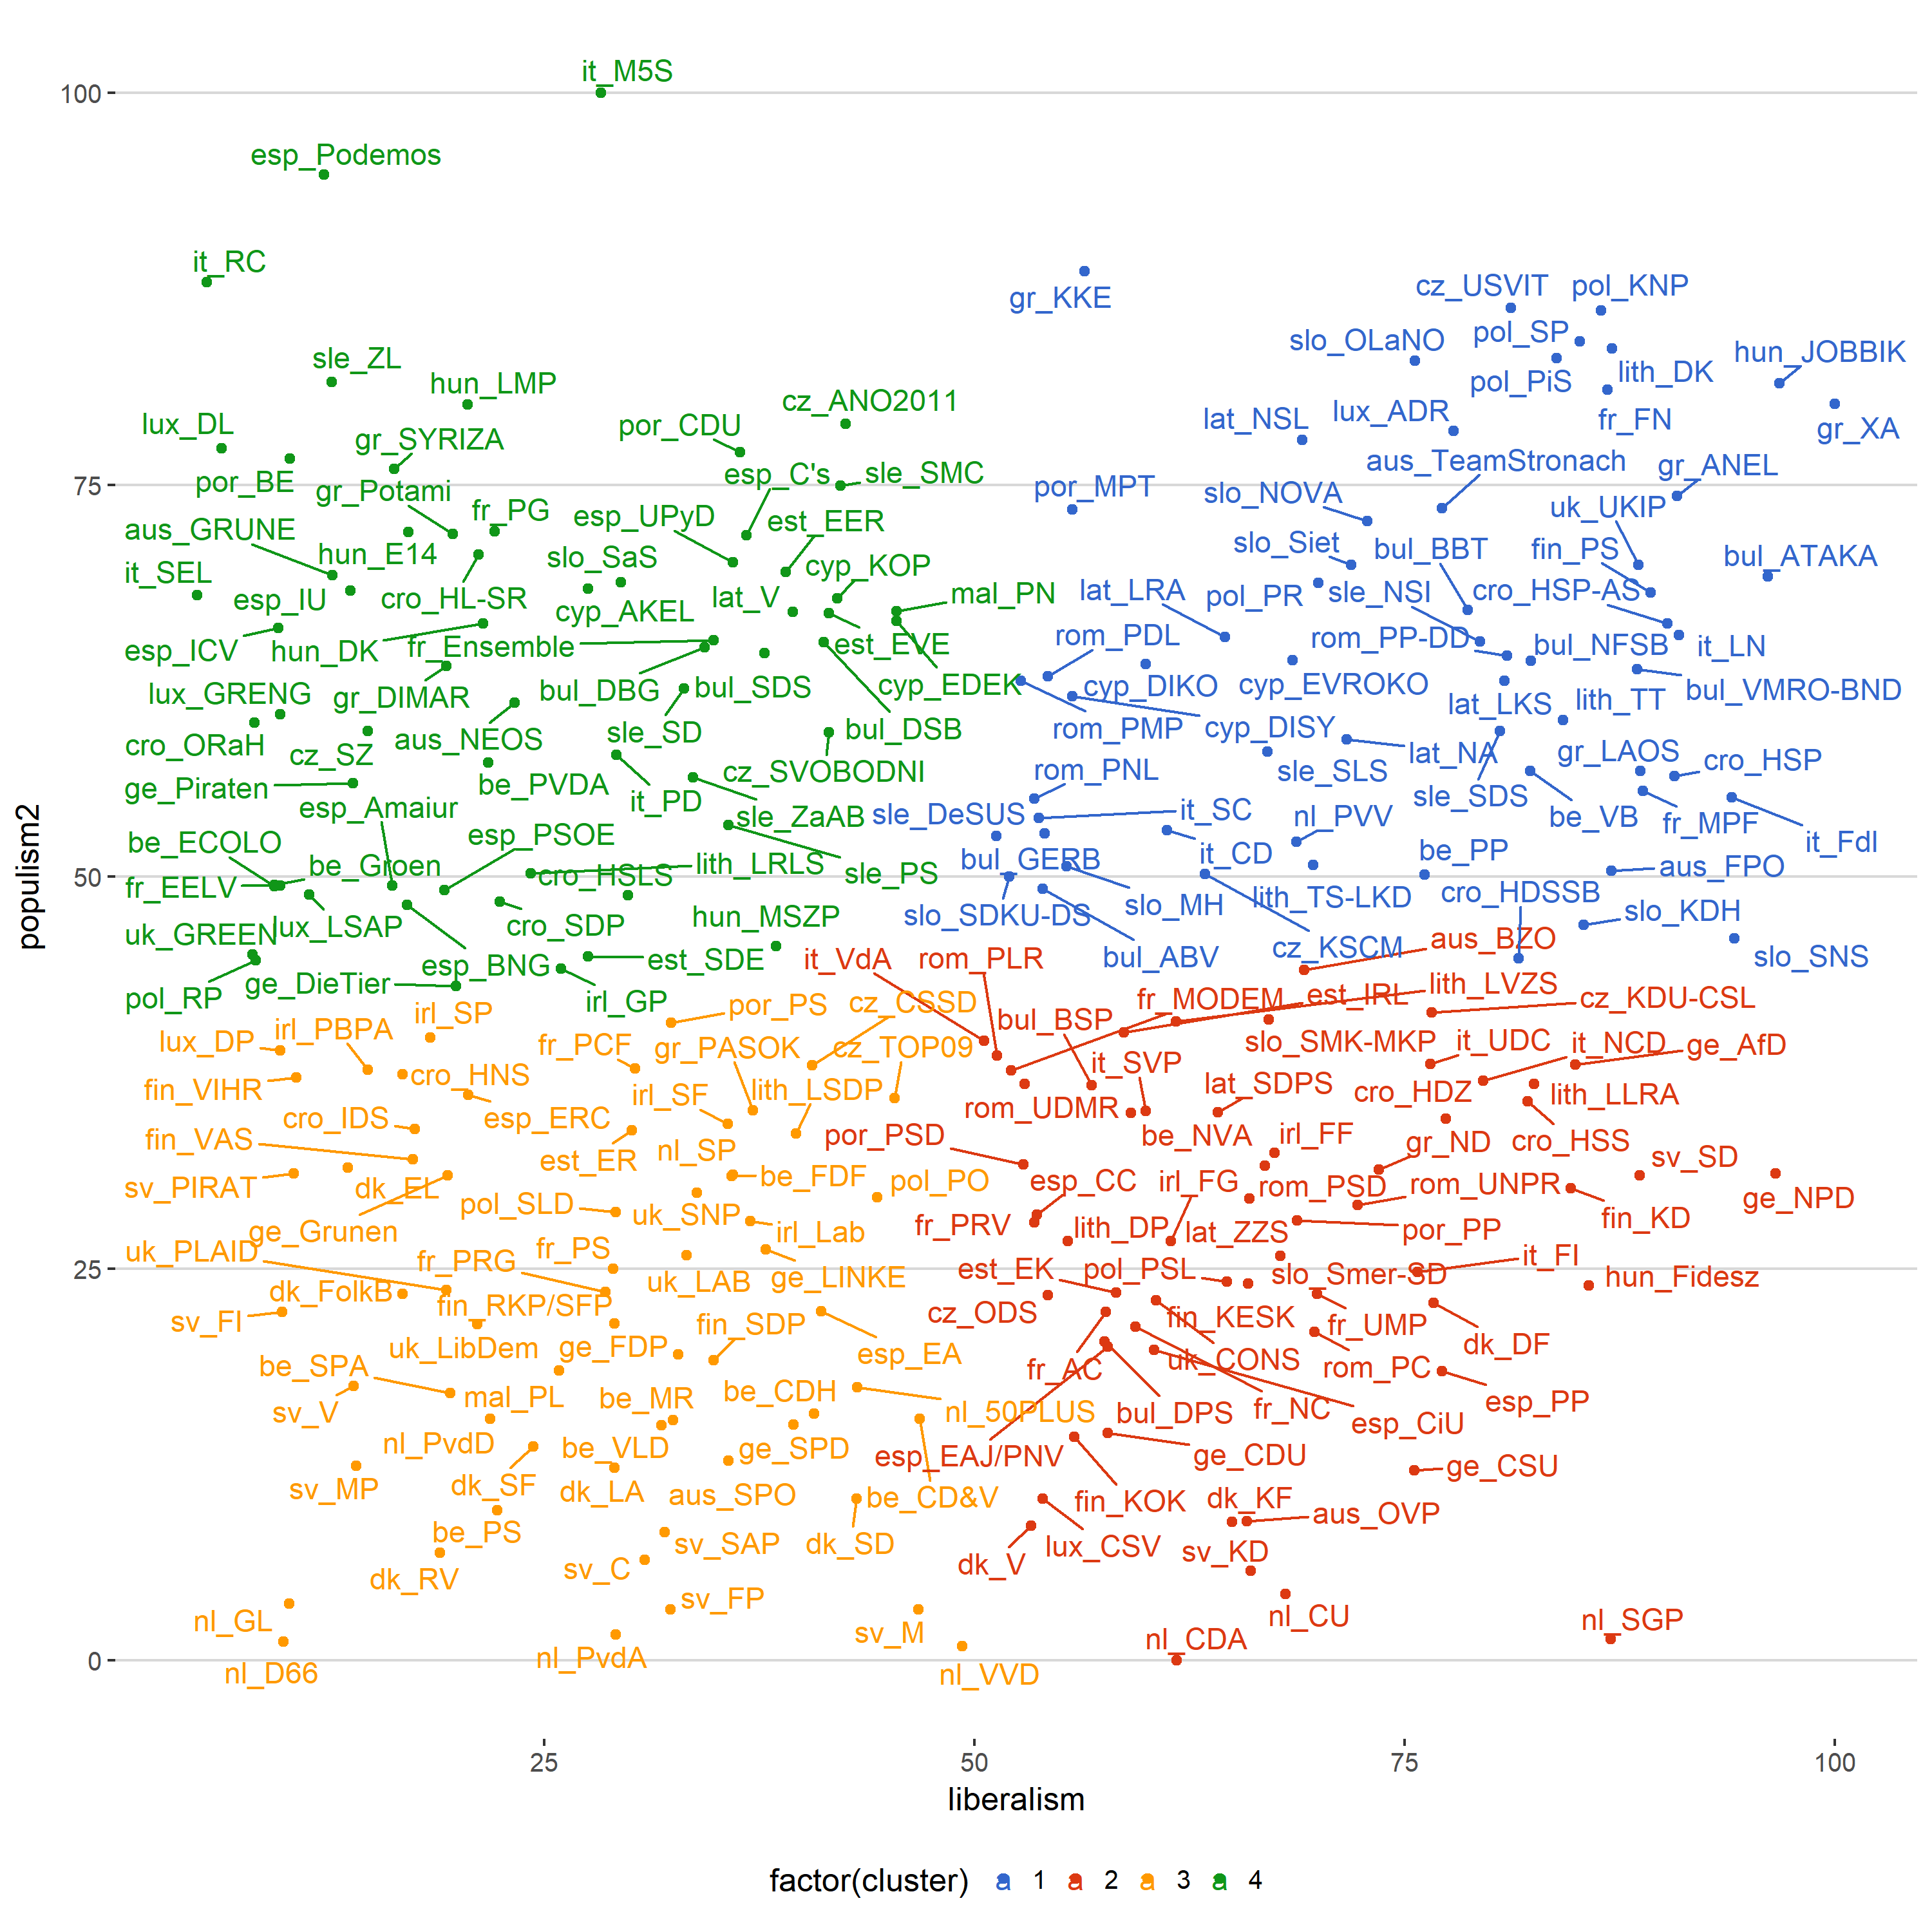 it_M5S
100
esp_Podemos
it_RC
gr_KKE
cz_USVIT
pol_KNP
pol_SP
slo_OLaNO
hun_JOBBIK
sle_ZL
lith_DK
pol_PiS
hun_LMP
cz_ANO2011
lux_ADR
lat_NSL
fr_FN
gr_XA
lux_DL
por_CDU
gr_SYRIZA
aus_TeamStronach
gr_ANEL
esp_C's
sle_SMC
por_BE
75
por_MPT
slo_NOVA
gr_Potami
uk_UKIP
fr_PG
esp_UPyD
est_EER
aus_GRUNE
slo_Siet
bul_BBT
fin_PS
hun_E14
slo_SaS
bul_ATAKA
cyp_KOP
it_SEL
mal_PN
lat_LRA
pol_PR
sle_NSI
cro_HSP-AS
esp_IU
cro_HL-SR
cyp_AKEL
lat_V
rom_PDL
rom_PP-DD
bul_NFSB
it_LN
esp_ICV
hun_DK
fr_Ensemble
est_EVE
cyp_EDEK
cyp_DIKO
cyp_EVROKO
bul_VMRO-BND
lux_GRENG
gr_DIMAR
bul_DBG
bul_SDS
lat_LKS
lith_TT
rom_PMP
cyp_DISY
bul_DSB
sle_SD
cro_ORaH
cz_SZ
aus_NEOS
lat_NA
gr_LAOS
cro_HSP
rom_PNL
sle_SLS
cz_SVOBODNI
ge_Piraten
be_PVDA
it_PD
sle_SDS
esp_Amaiur
sle_ZaAB
sle_DeSUS
it_SC
nl_PVV
be_VB
fr_MPF
it_FdI
be_ECOLO
esp_PSOE
be_Groen
bul_GERB
it_CD
be_PP
lith_LRLS
aus_FPO
fr_EELV
50
cro_HSLS
sle_PS
lith_TS-LKD
cro_HDSSB
slo_MH
slo_SDKU-DS
slo_KDH
uk_GREEN
lux_LSAP
cro_SDP
hun_MSZP
aus_BZO
cz_KSCM
bul_ABV
slo_SNS
esp_BNG
est_SDE
it_VdA
rom_PLR
ge_DieTier
pol_RP
irl_GP
lith_LVZS
est_IRL
fr_MODEM
cz_KDU-CSL
irl_SP
por_PS
cz_CSSD
bul_BSP
irl_PBPA
lux_DP
fr_PCF
gr_PASOK
cz_TOP09
slo_SMK-MKP
it_UDC
it_NCD
ge_AfD
it_SVP
cro_HNS
fin_VIHR
irl_SF
lith_LSDP
lat_SDPS
cro_HDZ
lith_LLRA
rom_UDMR
cro_IDS
esp_ERC
por_PSD
be_NVA
irl_FF
gr_ND
cro_HSS
fin_VAS
nl_SP
est_ER
sv_SD
be_FDF
pol_PO
esp_CC
irl_FG
rom_PSD
rom_UNPR
sv_PIRAT
dk_EL
ge_NPD
pol_SLD
uk_SNP
irl_Lab
fr_PRV
lith_DP
lat_ZZS
por_PP
fin_KD
ge_Grunen
uk_PLAID
fr_PRG
fr_PS
it_FI
25
uk_LAB
ge_LINKE
est_EK
pol_PSL
slo_Smer-SD
hun_Fidesz
dk_FolkB
fin_RKP/SFP
sv_FI
fin_SDP
cz_ODS
fin_KESK
fr_UMP
dk_DF
uk_LibDem
ge_FDP
esp_EA
fr_AC
uk_CONS
rom_PC
be_SPA
mal_PL
be_MR
be_CDH
esp_PP
sv_V
nl_50PLUS
bul_DPS
fr_NC
esp_CiU
nl_PvdD
be_VLD
ge_SPD
esp_EAJ/PNV
ge_CDU
ge_CSU
sv_MP
dk_SF
dk_LA
aus_SPO
be_CD&V
fin_KOK
dk_KF
aus_OVP
be_PS
sv_SAP
dk_SD
lux_CSV
sv_KD
dk_V
dk_RV
sv_C
sv_FP
nl_GL
sv_M
nl_CU
nl_SGP
nl_CDA
0
nl_D66
nl_PvdA
nl_VVD
populism2
25
50
75
100
liberalism
factor(cluster) a 1 a 2 a 3 a 4